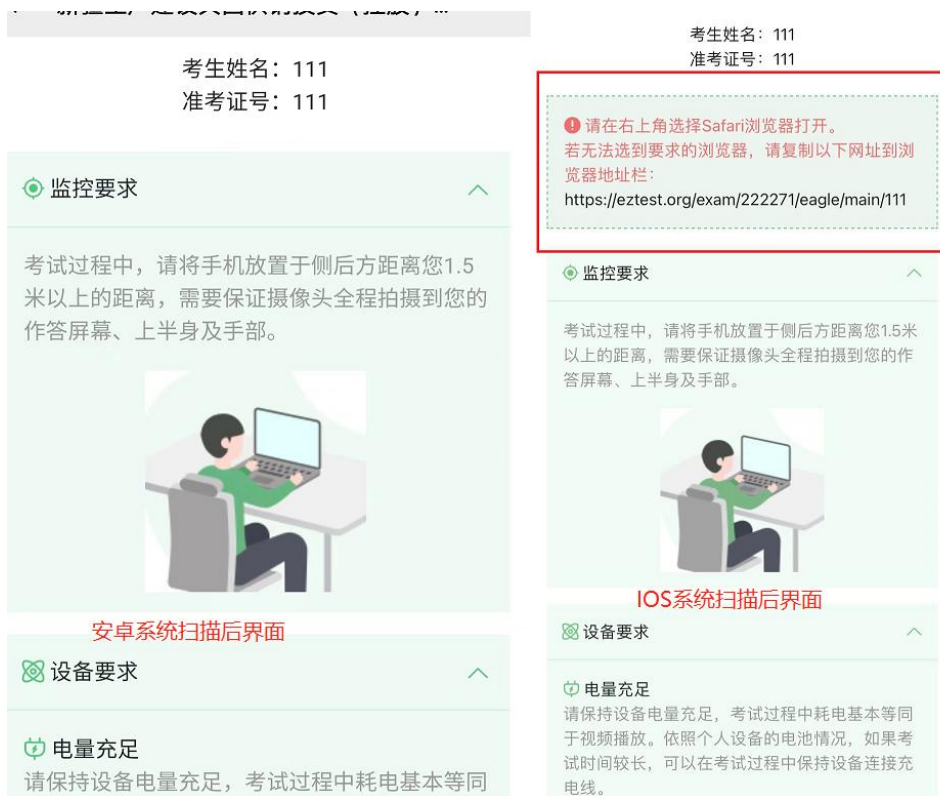 考生姓名：111
准考证号：111
监控要求
考试过程中，请将手机放置于侧后方距离您1.5
米以上的距离，需要保证摄像头全程拍摄到您的
作答屏幕、上半身及手部。
安卓系统扫描后界面
设备要求
电量充足
请保持设备电量充足，考试过程中耗电基本等同
考生姓名：111
准考证号：111
请在右上角选择Safari浏览器打开。
若无法选到要求的浏览器，请复制以下网址到浏
览器地址栏：
https://eztest.org/exam/222271/eagle/main/111
监控要求
考试过程中，请将手机放置于侧后方距离您1.5米
以上的距离，需要保证摄像头全程拍摄到您的作
答屏幕、上半身及手部。
IOS系统扫描后界面
设备要求
电量充足
请保持设备电量充足，考试过程中耗电基本等同
于视频播放。依照个人设备的电池情况，如果考
试时间较长，可以在考试过程中保持设备连接充
电线。